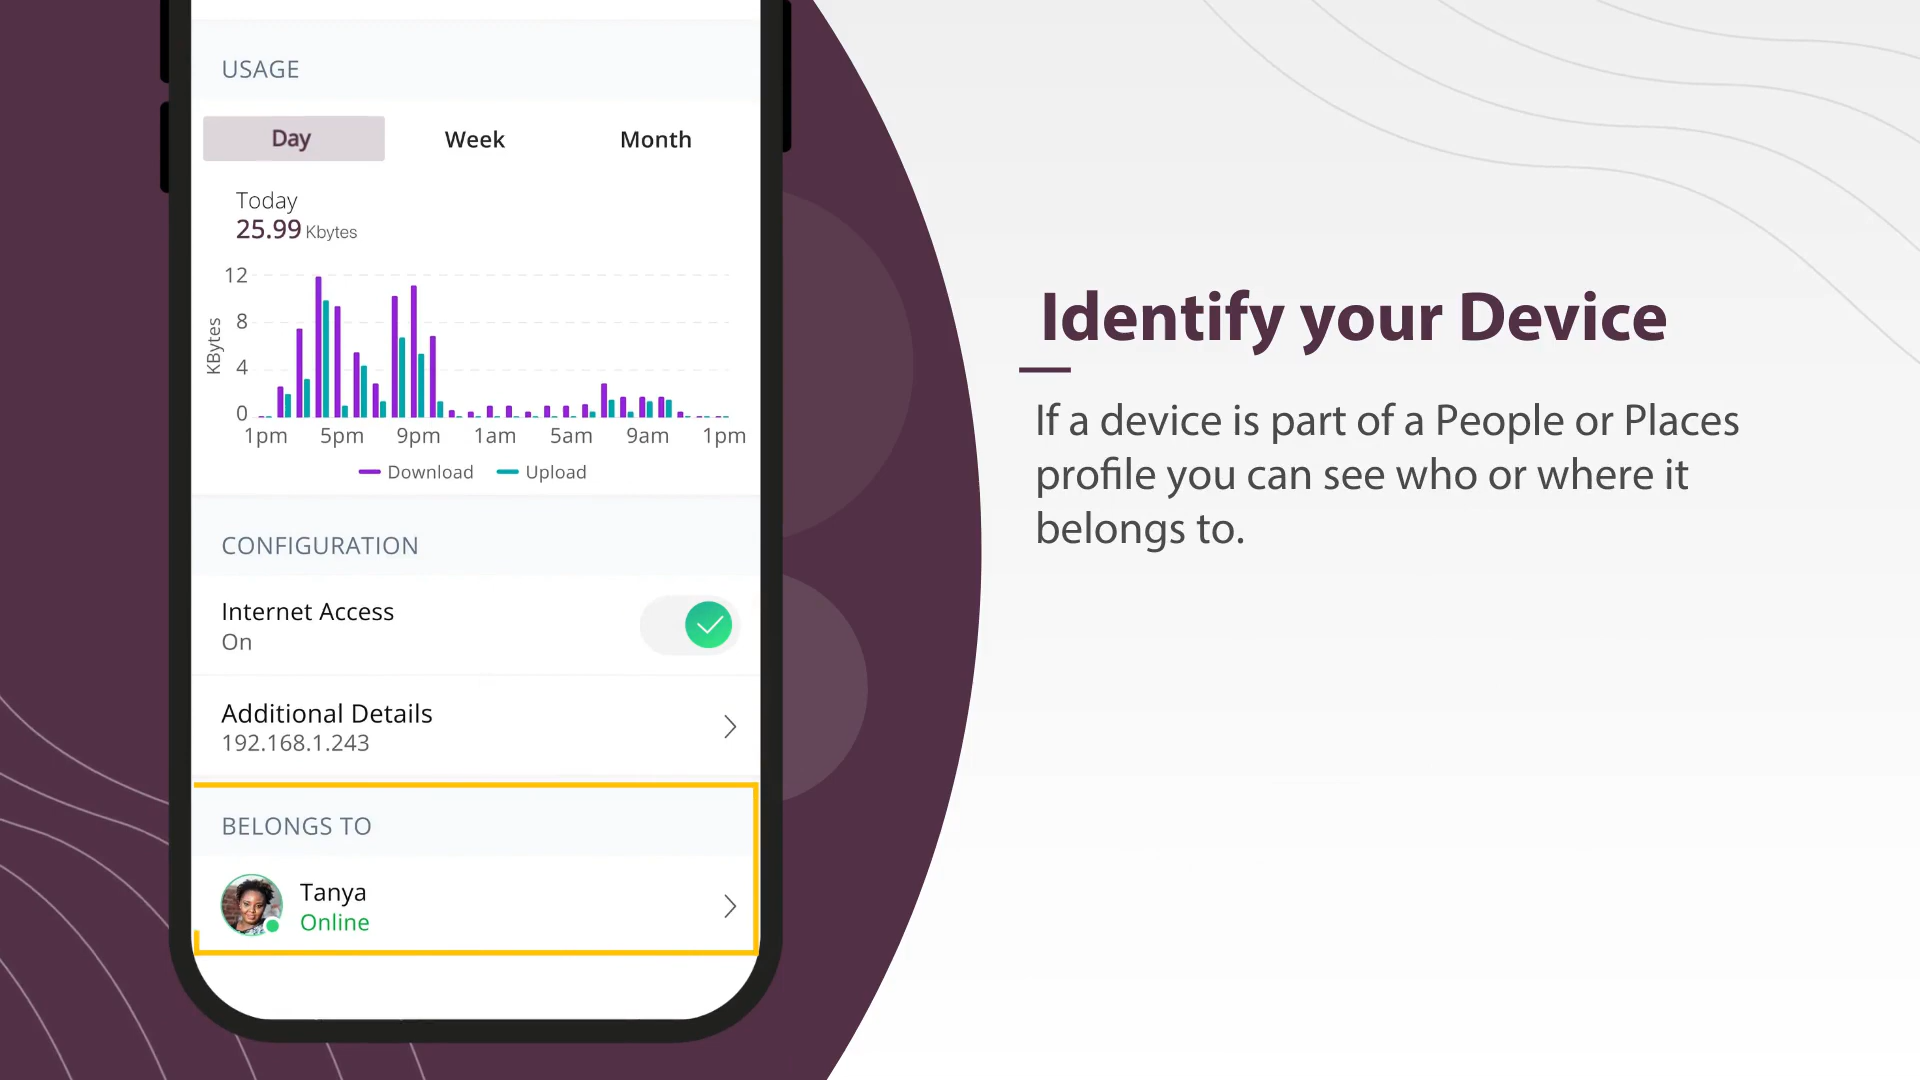 USAGE
Day Week Month
Today
25.99 Kbytes
12
8
4
0
KBytes
1pm 5pm 9pm 1am 5am 9am 1pm
Download Upload
CONFIGURATION
Internet Access
On
Additional Details
192.168.1.243
BELONGS TO
Tanya
Online
Identify your Device
If a device is part of a People or Places
profile you can see who or where it
belongs to.